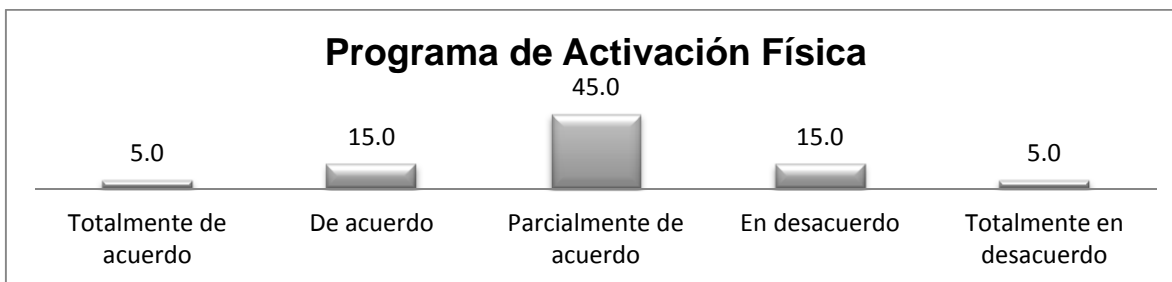 Programa de Activación Física
45.0
15.0
15.0
5.0
5.0
Totalmente de
acuerdo
De acuerdo
Parcialmente de
acuerdo
En desacuerdo
Totalmente en
desacuerdo